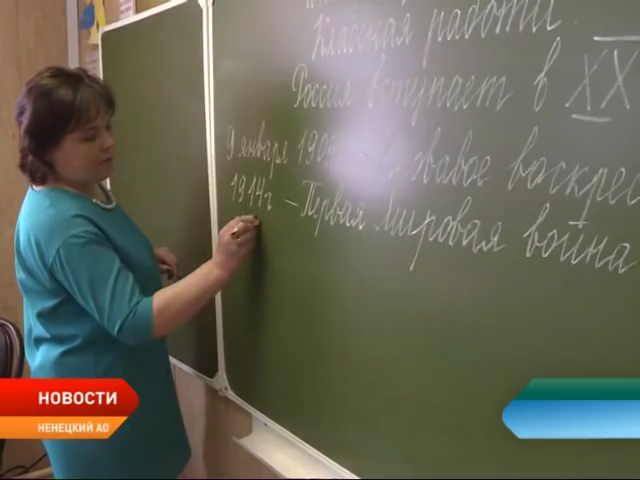 Классная работа
Россия вступает в XX
9 января 190 – Кровавое воскрес
1914г – Первая мировая война
НОВОСТИ
НЕНЕЦКИЙ АО